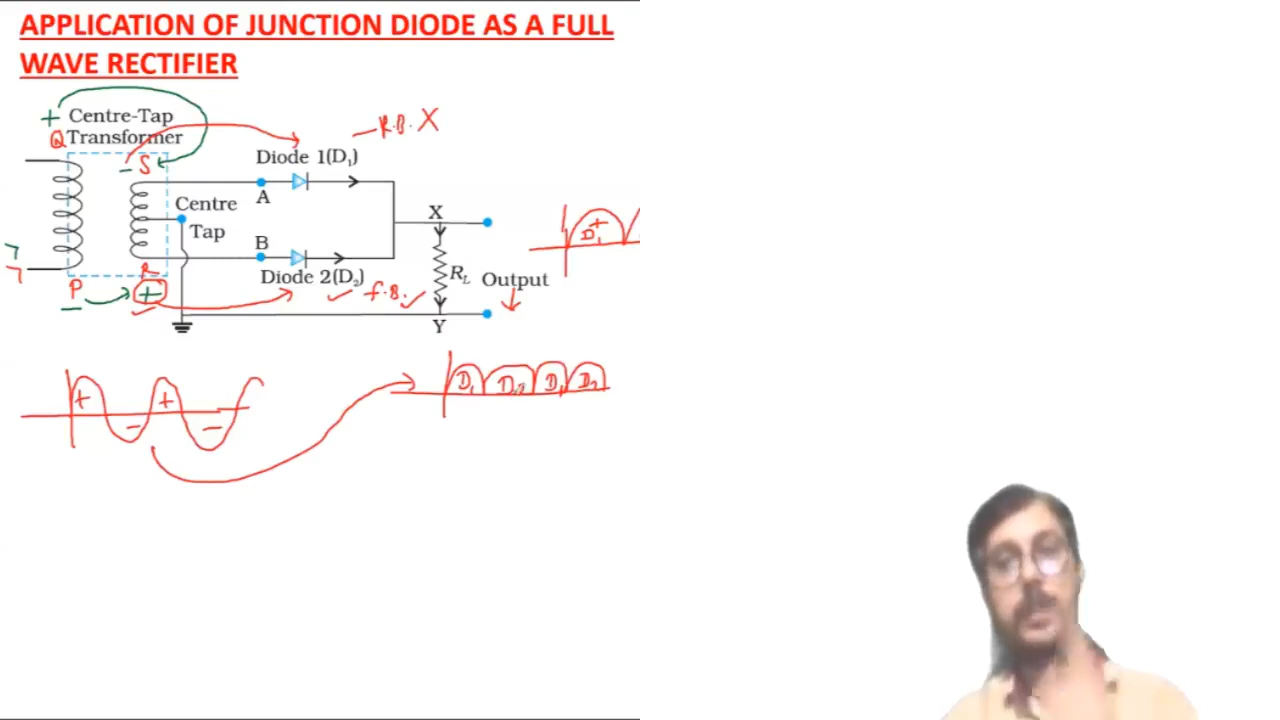 APPLICATION OF JUNCTION DIODE AS A FULL
WAVE RECTIFIER
+ Centre-Tap
Q Transformer
R.B. X
- S
Diode 1(D₁)
A
Centre
Tap
X
D₁ +
B
Diode 2(D₂)
R
P
+
-
✓ f.B. ✓
R_L Output
✓
Y
+ - + -
D₁ D₂ D₁ D₂